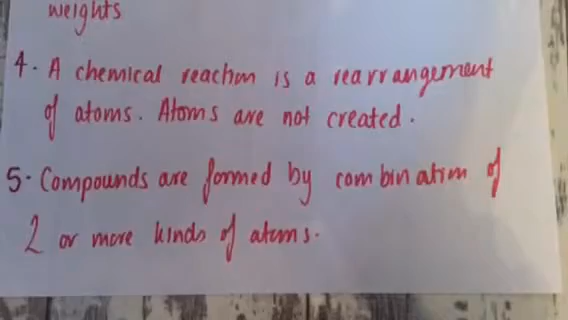 weights
4. A chemical reaction is a rearrangement
of atoms. Atoms are not created.
5. Compounds are formed by combination of
2 or more kinds of atoms.